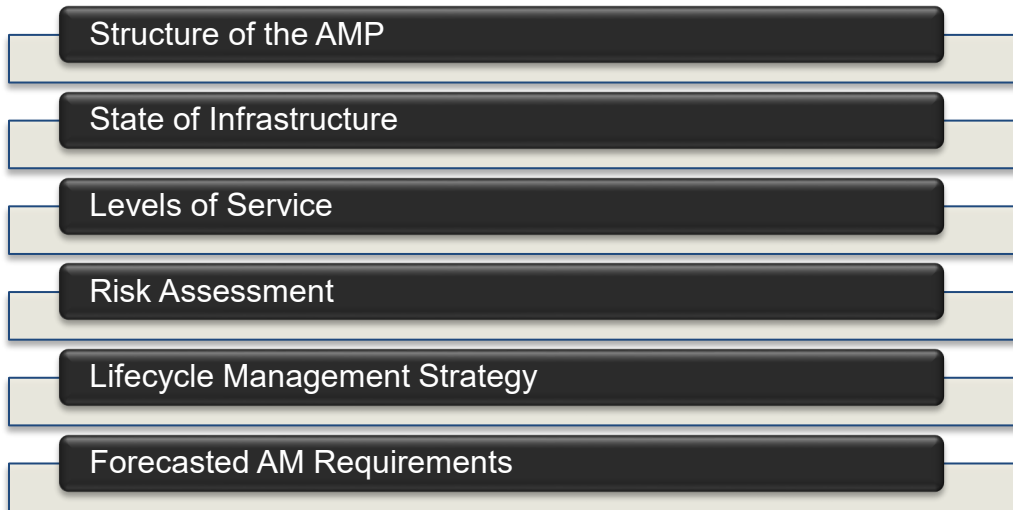 Structure of the AMP
State of Infrastructure
Levels of Service
Risk Assessment
Lifecycle Management Strategy
Forecasted AM Requirements